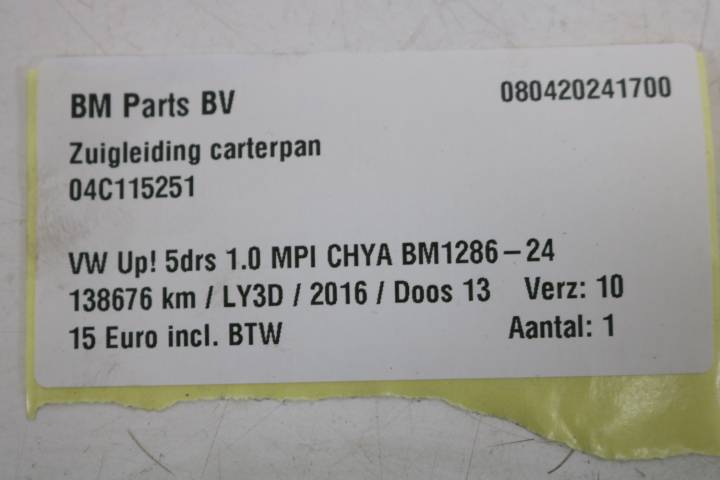 BM Parts BV 080420241700
Zuigleiding carterpan
04C115251
VW Up! 5drs 1.0 MPI CHYA BM1286-24
138676 km / LY3D / 2016 / Doos 13 Verz: 10
15 Euro incl. BTW Aantal: 1